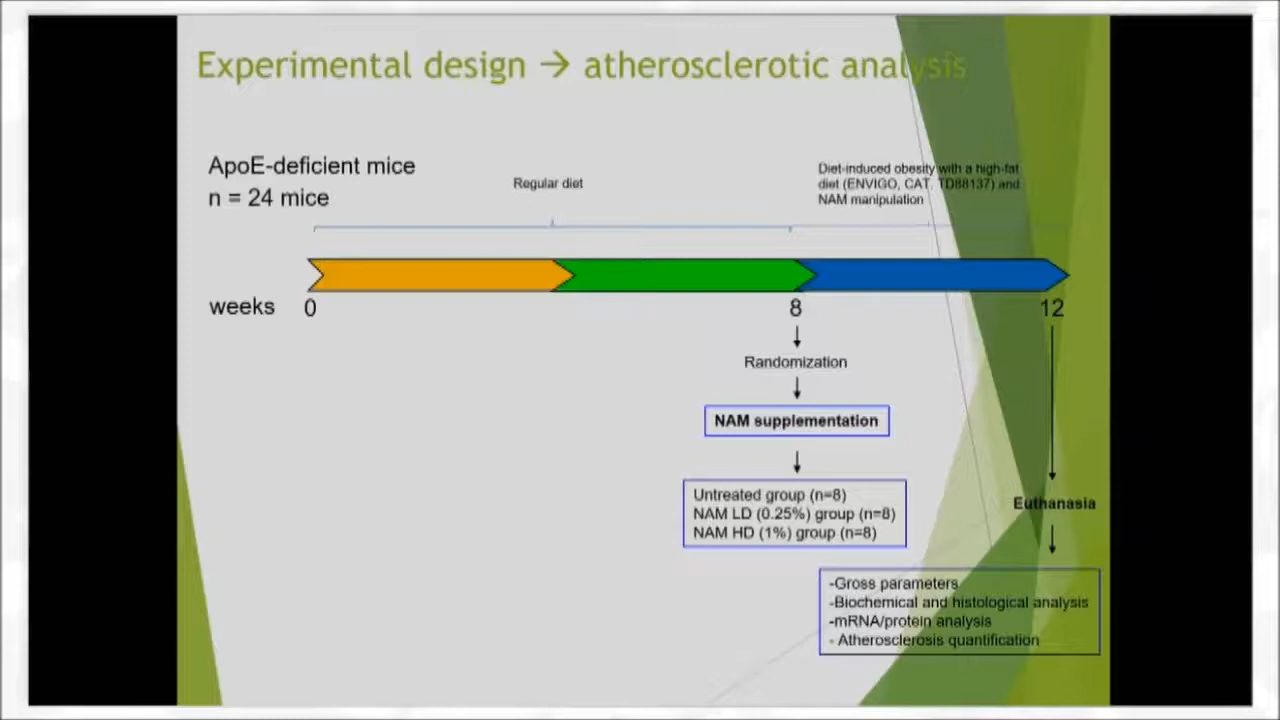 Experimental design → atherosclerotic analysis
ApoE-deficient mice
n = 24 mice
Regular diet
Diet-induced obesity with a high-fat
diet (ENVIGO, CAT. TD88137) and
NAM manipulation
weeks
0
8
12
Randomization
NAM supplementation
Untreated group (n=8)
NAM LD (0.25%) group (n=8)
NAM HD (1%) group (n=8)
Euthanasia
-Gross parameters
-Biochemical and histological analysis
-mRNA/protein analysis
- Atherosclerosis quantification